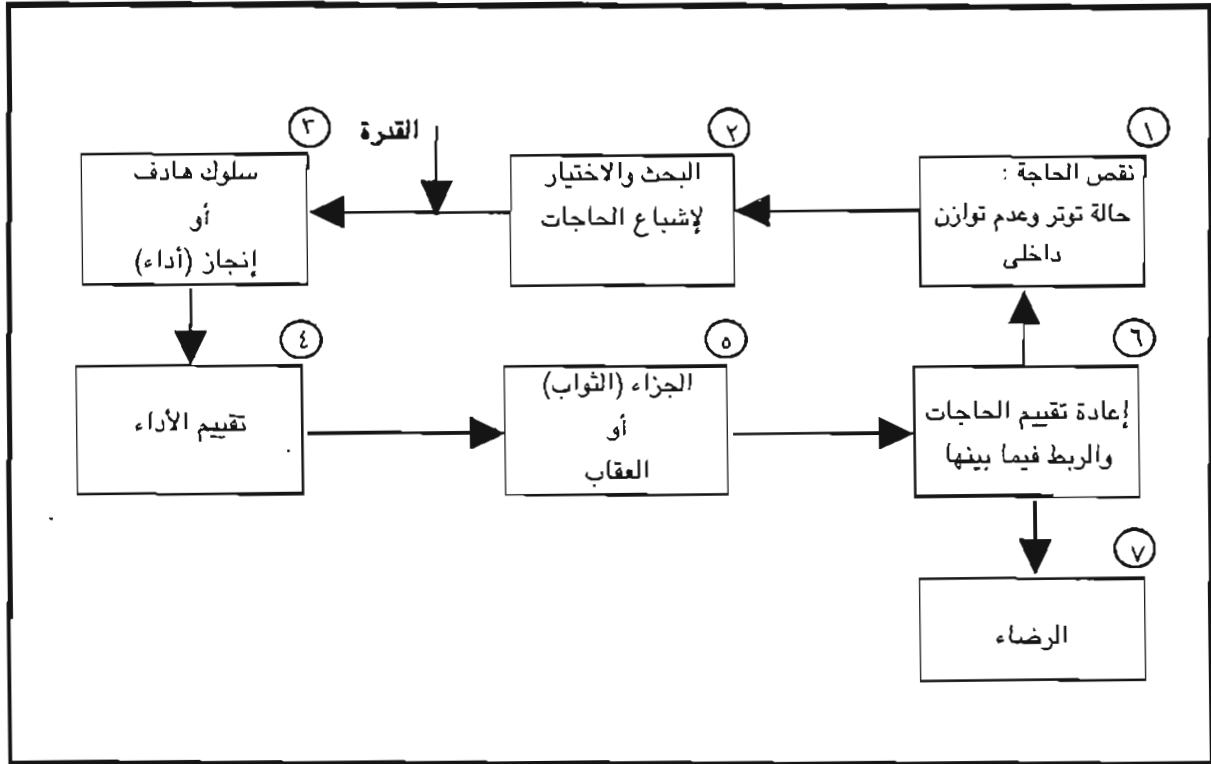 ١
نقص الحاجة :
حالة توتر وعدم توازن
داخلى
٢
البحث والاختيار
لإشباع الحاجات
القدرة
٣
سلوك هادف
أو
إنجاز (أداء)
٤
تقييم الأداء
٥
الجزاء (الثواب)
أو
العقاب
٦
إعادة تقييم الحاجات
والربط فيما بينها
٧
الرضاء